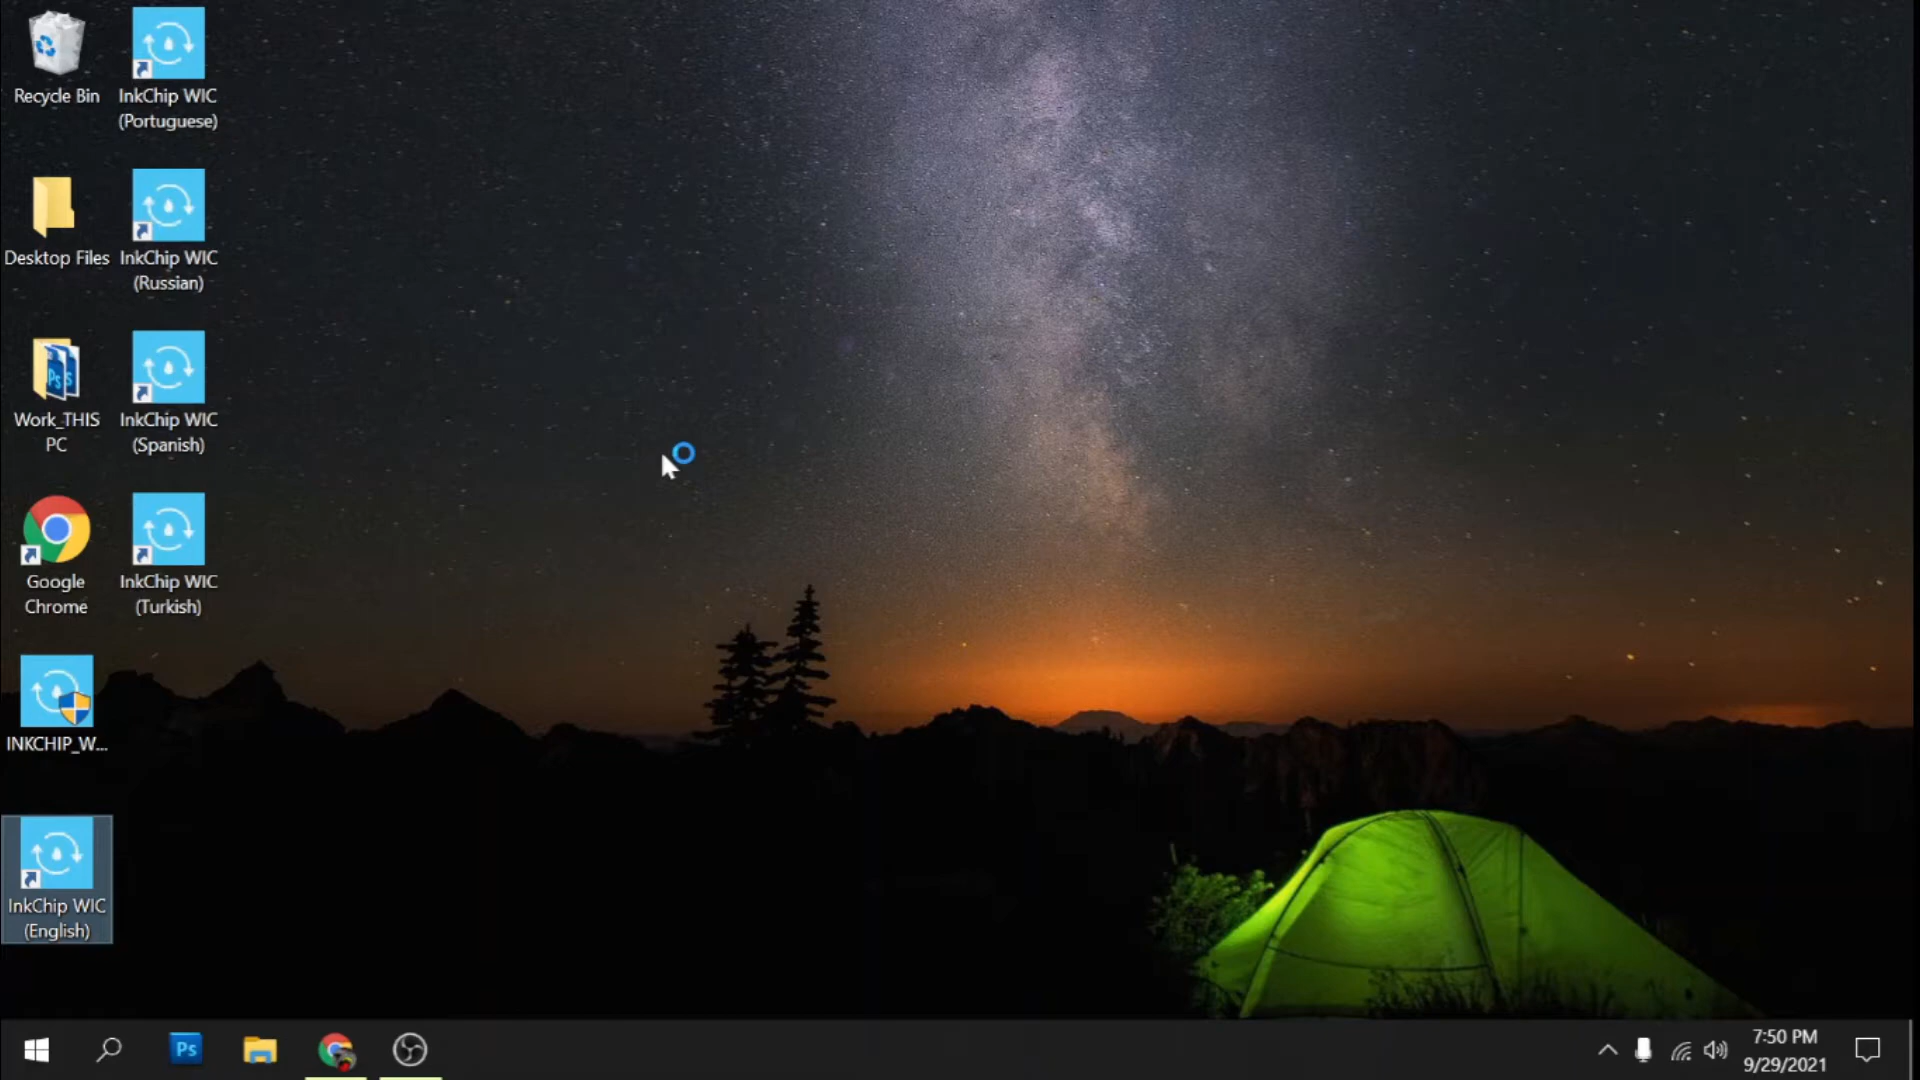 Recycle Bin
InkChip WIC
(Portuguese)
Desktop Files
InkChip WIC
(Russian)
Work_THIS
PC
InkChip WIC
(Spanish)
Google
Chrome
InkChip WIC
(Turkish)
INKCHIP_W...
InkChip WIC
(English)
Ps
Ps
7:50 PM
9/29/2021